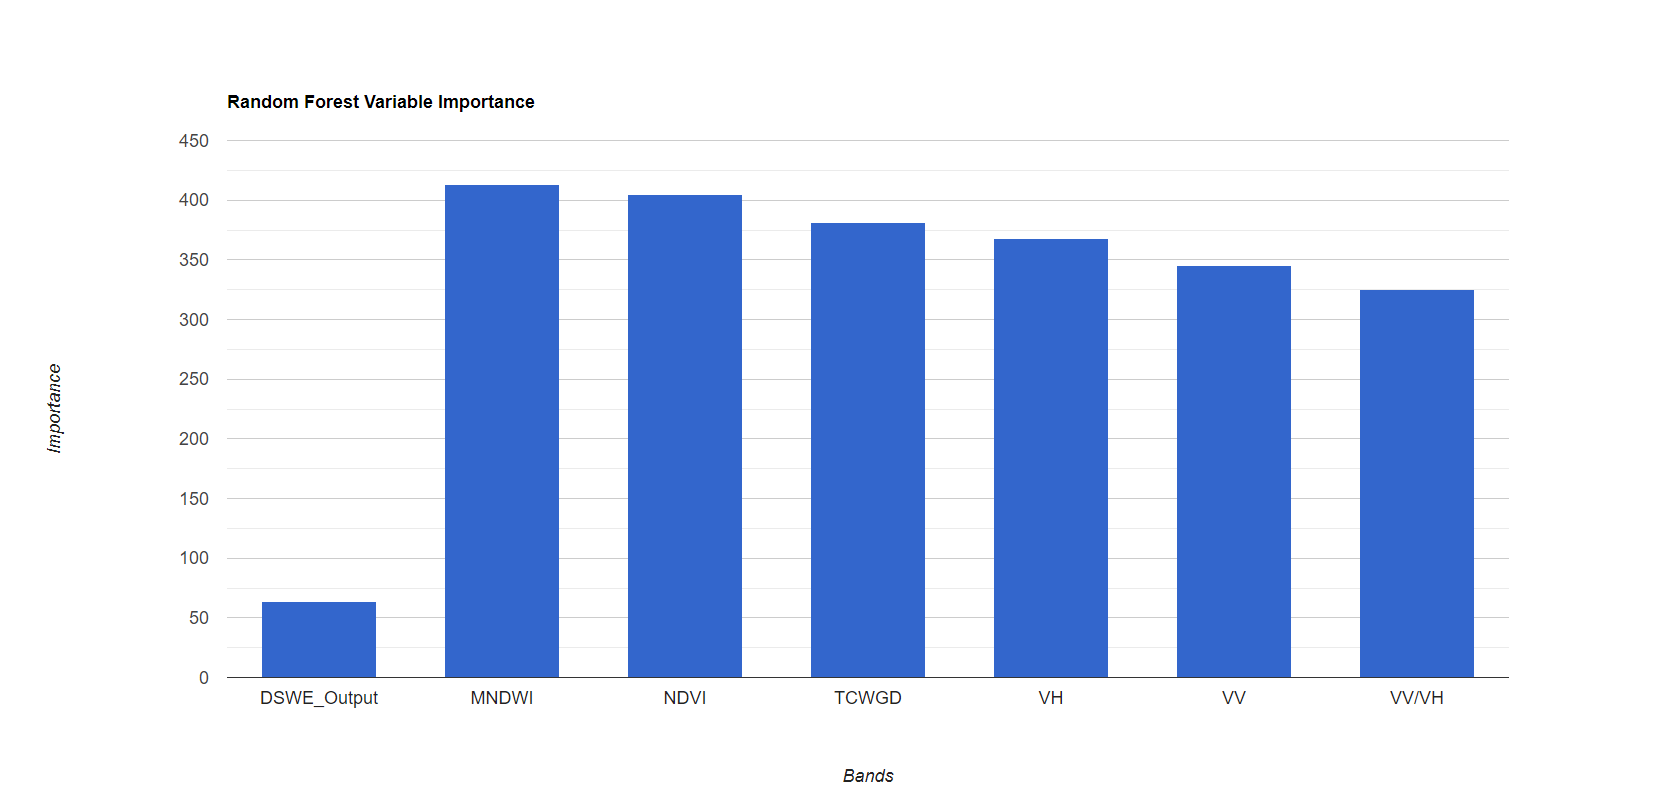 Random Forest Variable Importance
450
400
350
300
250
200
150
100
50
0
Importance
DSWE_Output MNDWI NDVI TCWGD VH VV VV/VH
Bands